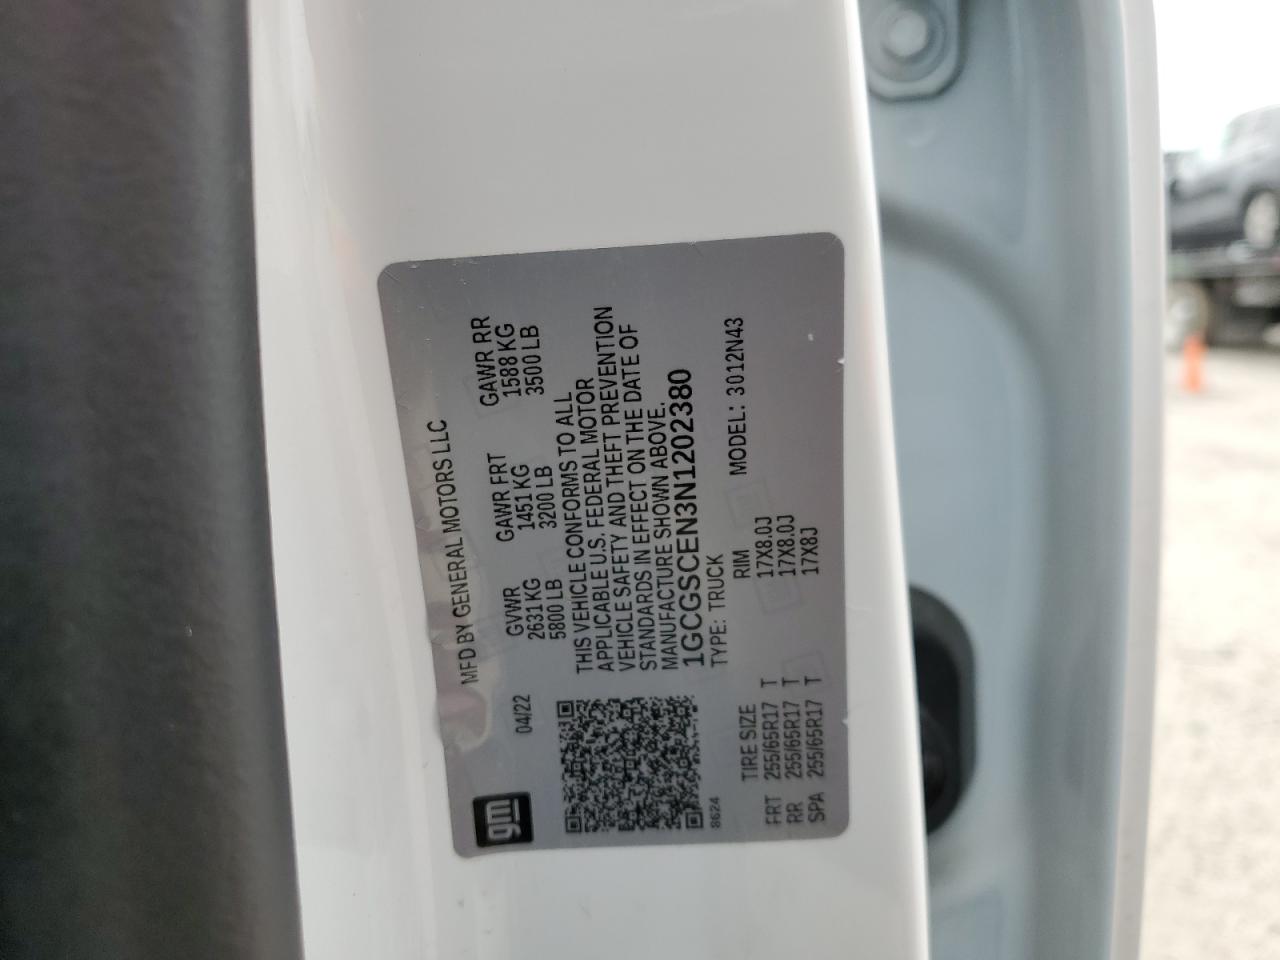 gm
MFD BY GENERAL MOTORS LLC
04/22 GVWR GAWR FRT GAWR RR
2631 KG 1451 KG 1588 KG
5800 LB 3200 LB 3500 LB
THIS VEHICLE CONFORMS TO ALL
APPLICABLE U.S. FEDERAL MOTOR
VEHICLE SAFETY AND THEFT PREVENTION
STANDARDS IN EFFECT ON THE DATE OF
MANUFACTURE SHOWN ABOVE.
1GCGSCEN3N1202380
8624 TYPE: TRUCK MODEL: 3012N43
TIRE SIZE RIM
FRT 255/65R17 T 17X8.0J
RR 255/65R17 T 17X8.0J
SPA 255/65R17 T 17X8J